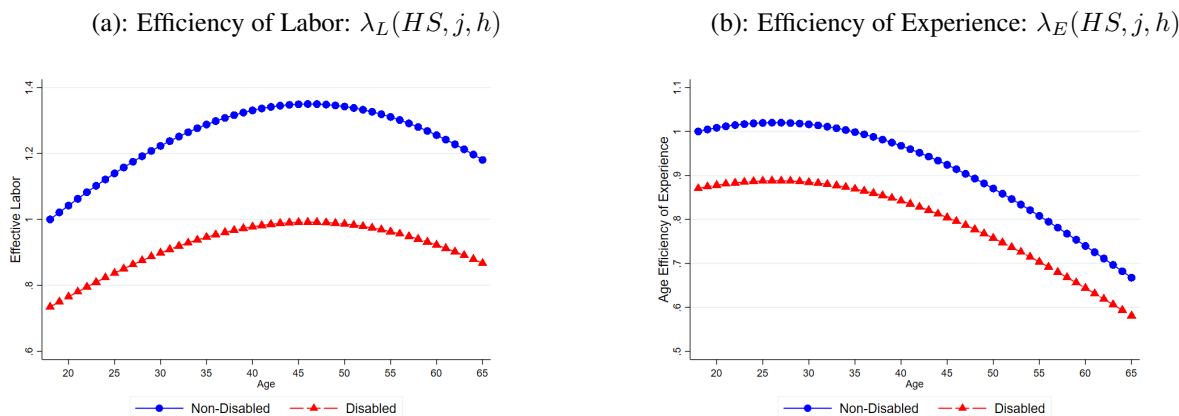 (a): Efficiency of Labor: λ_L(HS, j, h)
Effective Labor
1.4
1.2
1
.8
.6
20 25 30 35 40 45 50 55 60 65
Age
Non-Disabled Disabled
(b): Efficiency of Experience: λ_E(HS, j, h)
Age Efficiency of Experience
1.1
1
.9
.8
.7
.6
.5
20 25 30 35 40 45 50 55 60 65
Age
Non-Disabled Disabled